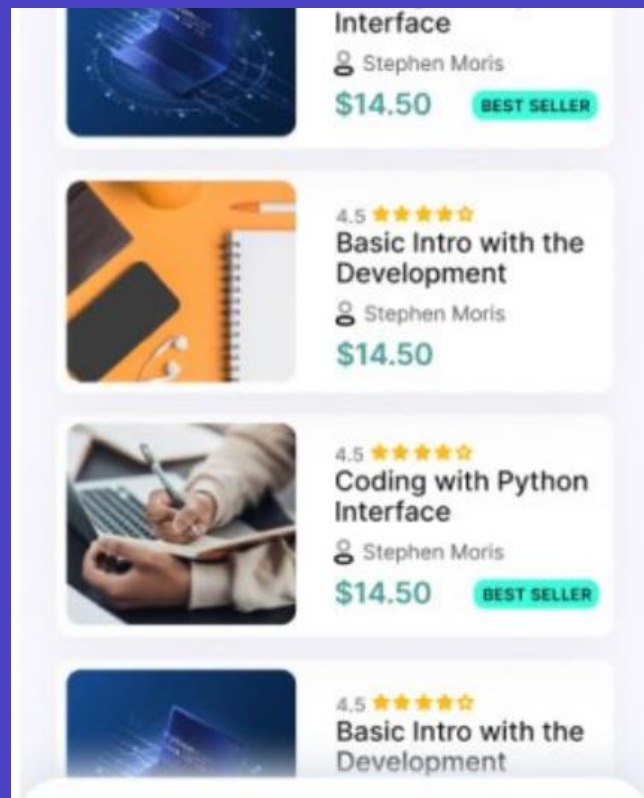 Interface
Stephen Moris
$14.50 BEST SELLER
4.5
Basic Intro with the
Development
Stephen Moris
$14.50
4.5
Coding with Python
Interface
Stephen Moris
$14.50 BEST SELLER
4.5
Basic Intro with the
Development